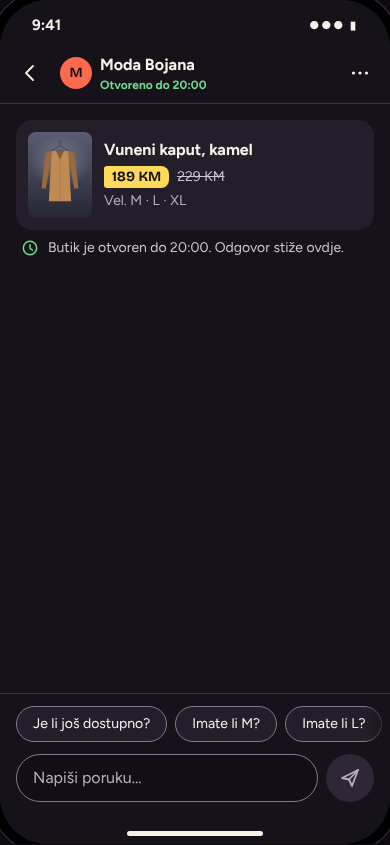 9:41
M
Moda Bojana
Otvoreno do 20:00
Vuneni kaput, kamel
189 KM 229 KM
Vel. M · L · XL
Butik je otvoren do 20:00. Odgovor stiže ovdje.
Je li još dostupno? Imate li M? Imate li L?
Napiši poruku...